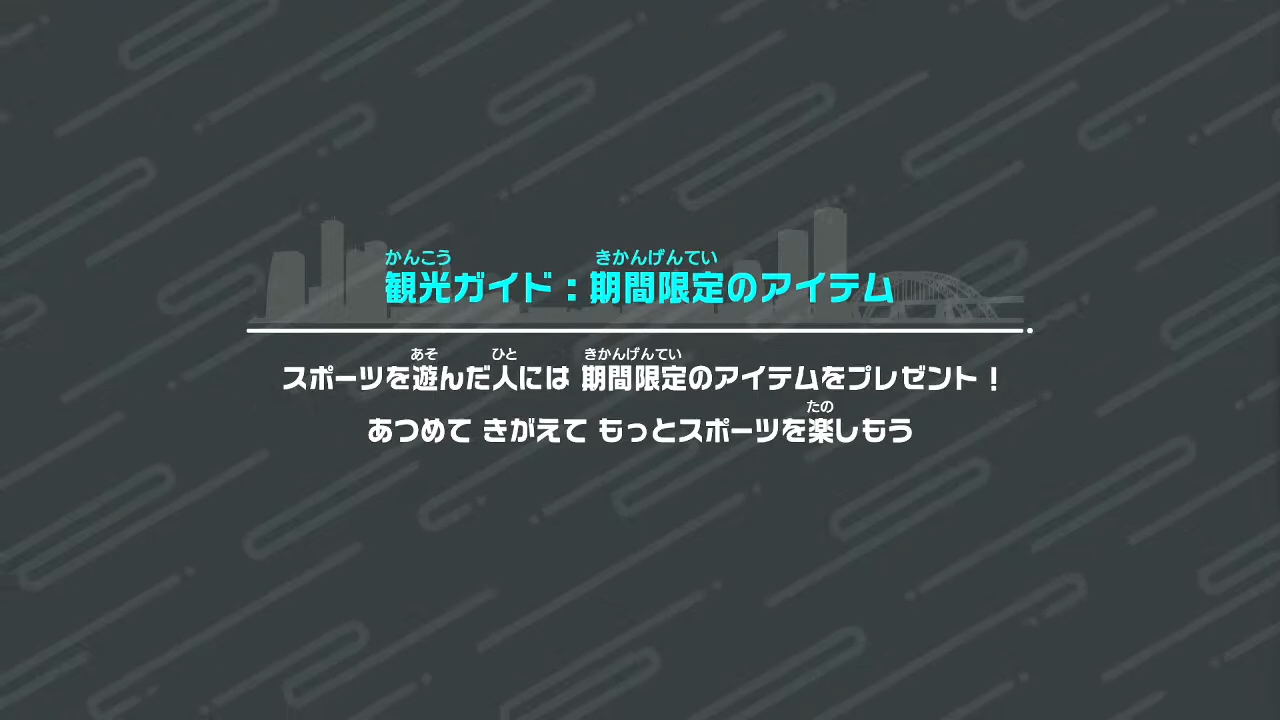 かんこう きかんげんてい
観光ガイド：期間限定のアイテム
あそ ひと きかんげんてい
スポーツを遊んだ人には 期間限定のアイテムをプレゼント！
たの
あつめて きがえて もっとスポーツを楽しもう